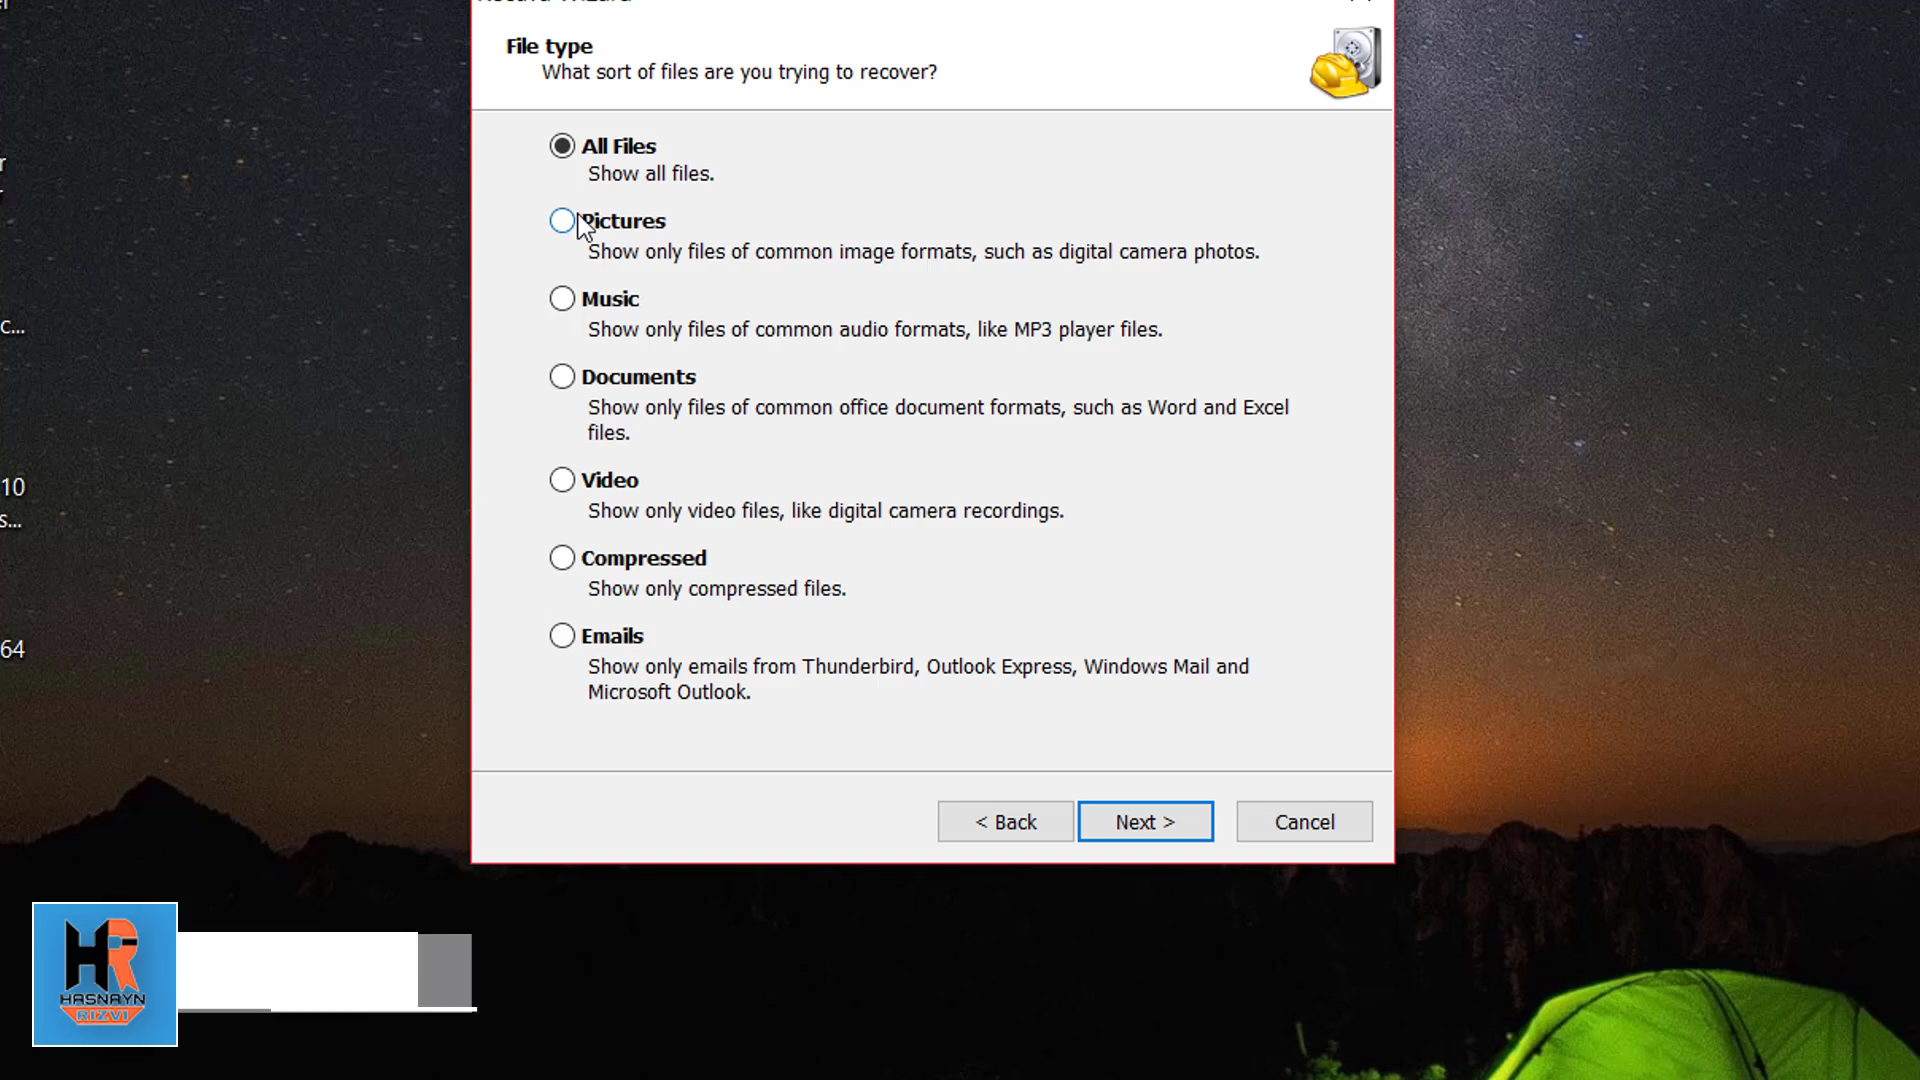 File type
What sort of files are you trying to recover?
All Files
Show all files.
Pictures
Show only files of common image formats, such as digital camera photos.
Music
Show only files of common audio formats, like MP3 player files.
Documents
Show only files of common office document formats, such as Word and Excel
files.
Video
Show only video files, like digital camera recordings.
Compressed
Show only compressed files.
Emails
Show only emails from Thunderbird, Outlook Express, Windows Mail and
Microsoft Outlook.
< Back
Next >
Cancel
c...
10
s...
64
HR
HASNAYN
RIZVI